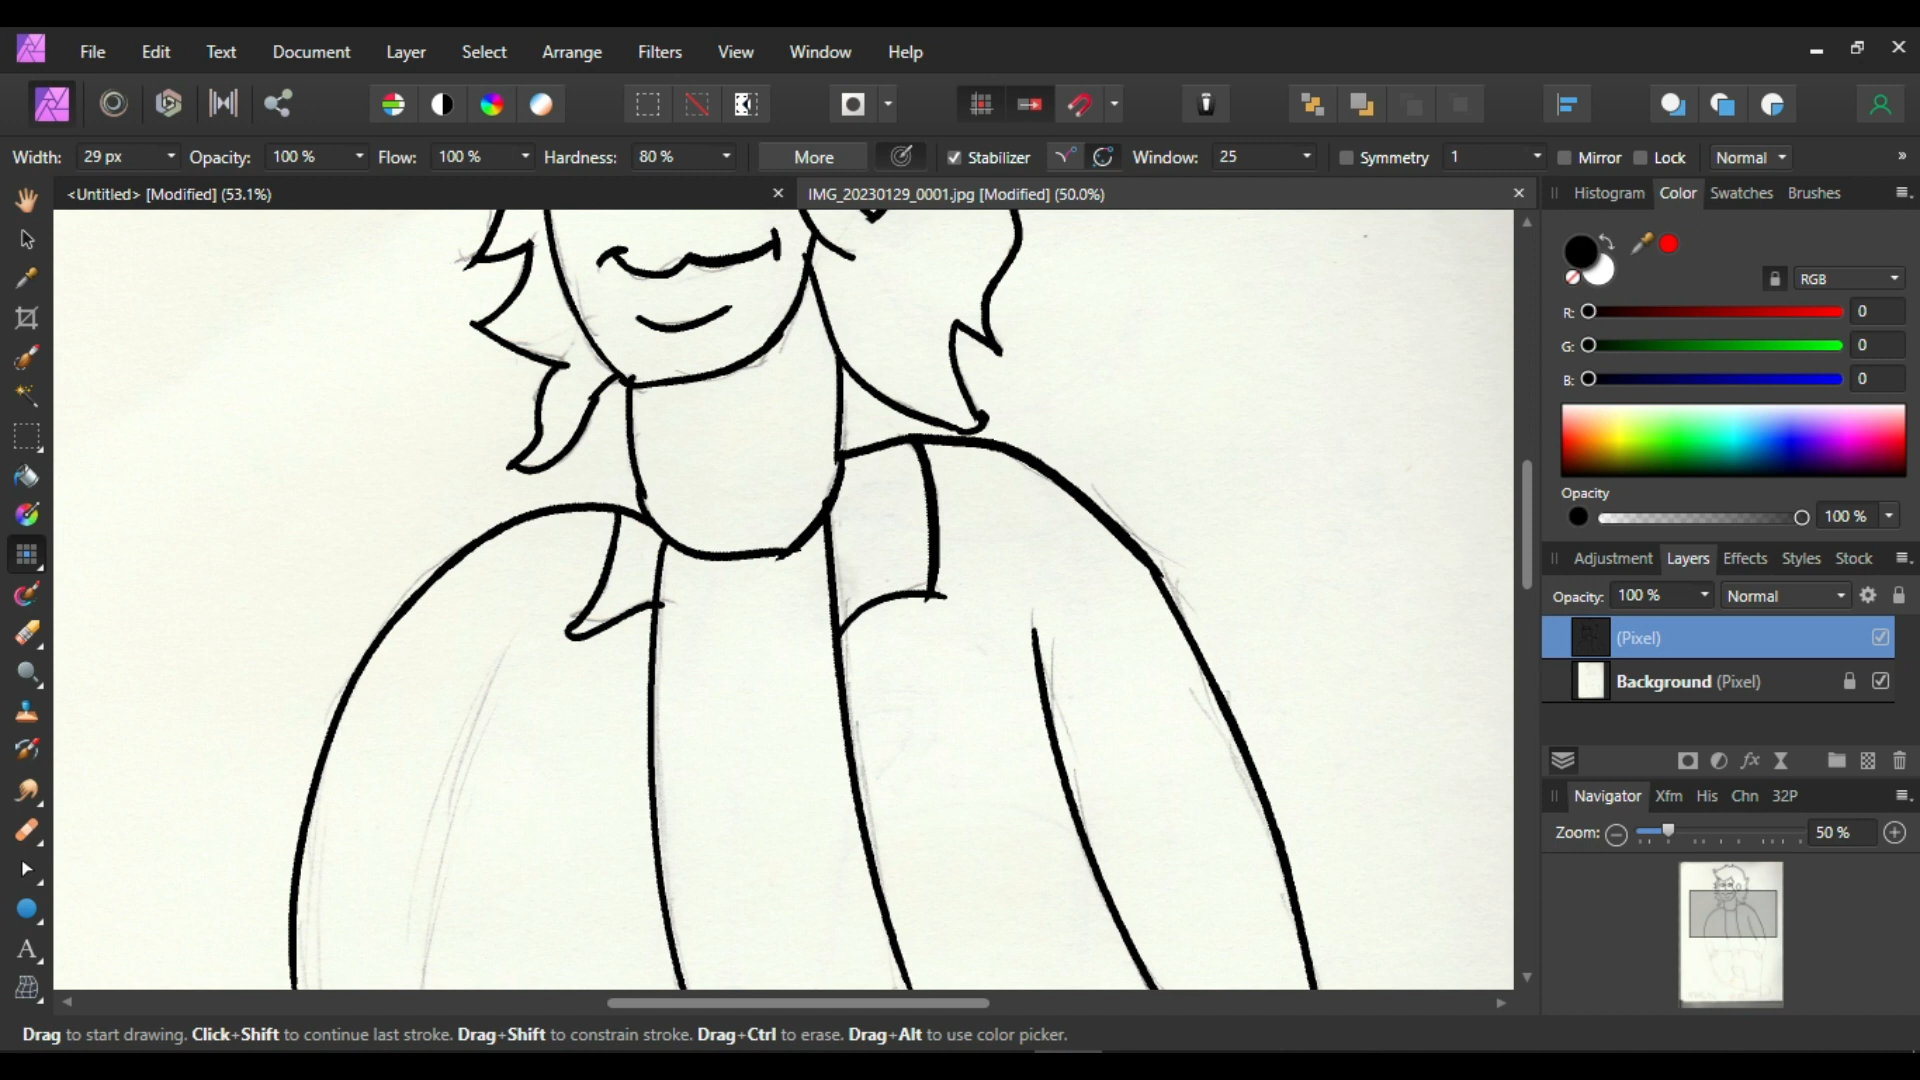 File Edit Text Document Layer Select Arrange Filters View Window Help
Width: 29 px Opacity: 100 % Flow: 100 % Hardness: 80 % More Stabilizer Window: 25 Symmetry 1 Mirror Lock Normal »
<Untitled> [Modified] (53.1%) IMG_20230129_0001.jpg [Modified] (50.0%)
Histogram Color Swatches Brushes
RGB
R: 0
G: 0
B: 0
Opacity
100 %
Adjustment Layers Effects Styles Stock
Opacity: 100 % Normal
(Pixel)
Background (Pixel)
fx
Navigator Xfm His Chn 32P
Zoom: 50 %
A
Drag to start drawing. Click+Shift to continue last stroke. Drag+Shift to constrain stroke. Drag+Ctrl to erase. Drag+Alt to use color picker.